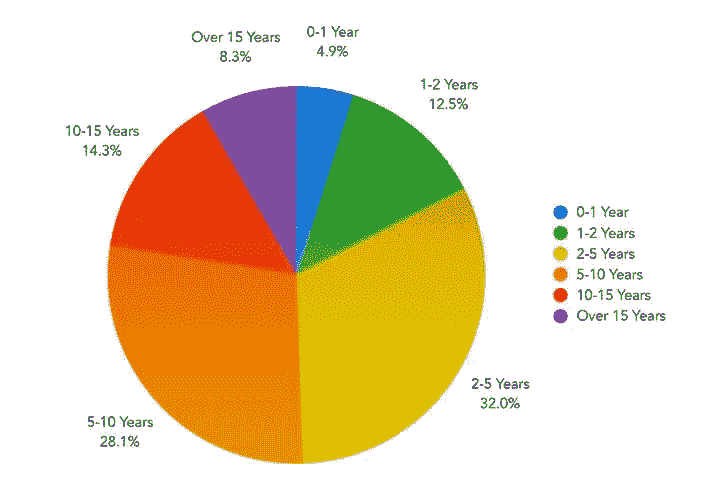 Over 15 Years
8.3%
0-1 Year
4.9%
1-2 Years
12.5%
10-15 Years
14.3%
0-1 Year
1-2 Years
2-5 Years
5-10 Years
10-15 Years
Over 15 Years
2-5 Years
32.0%
5-10 Years
28.1%